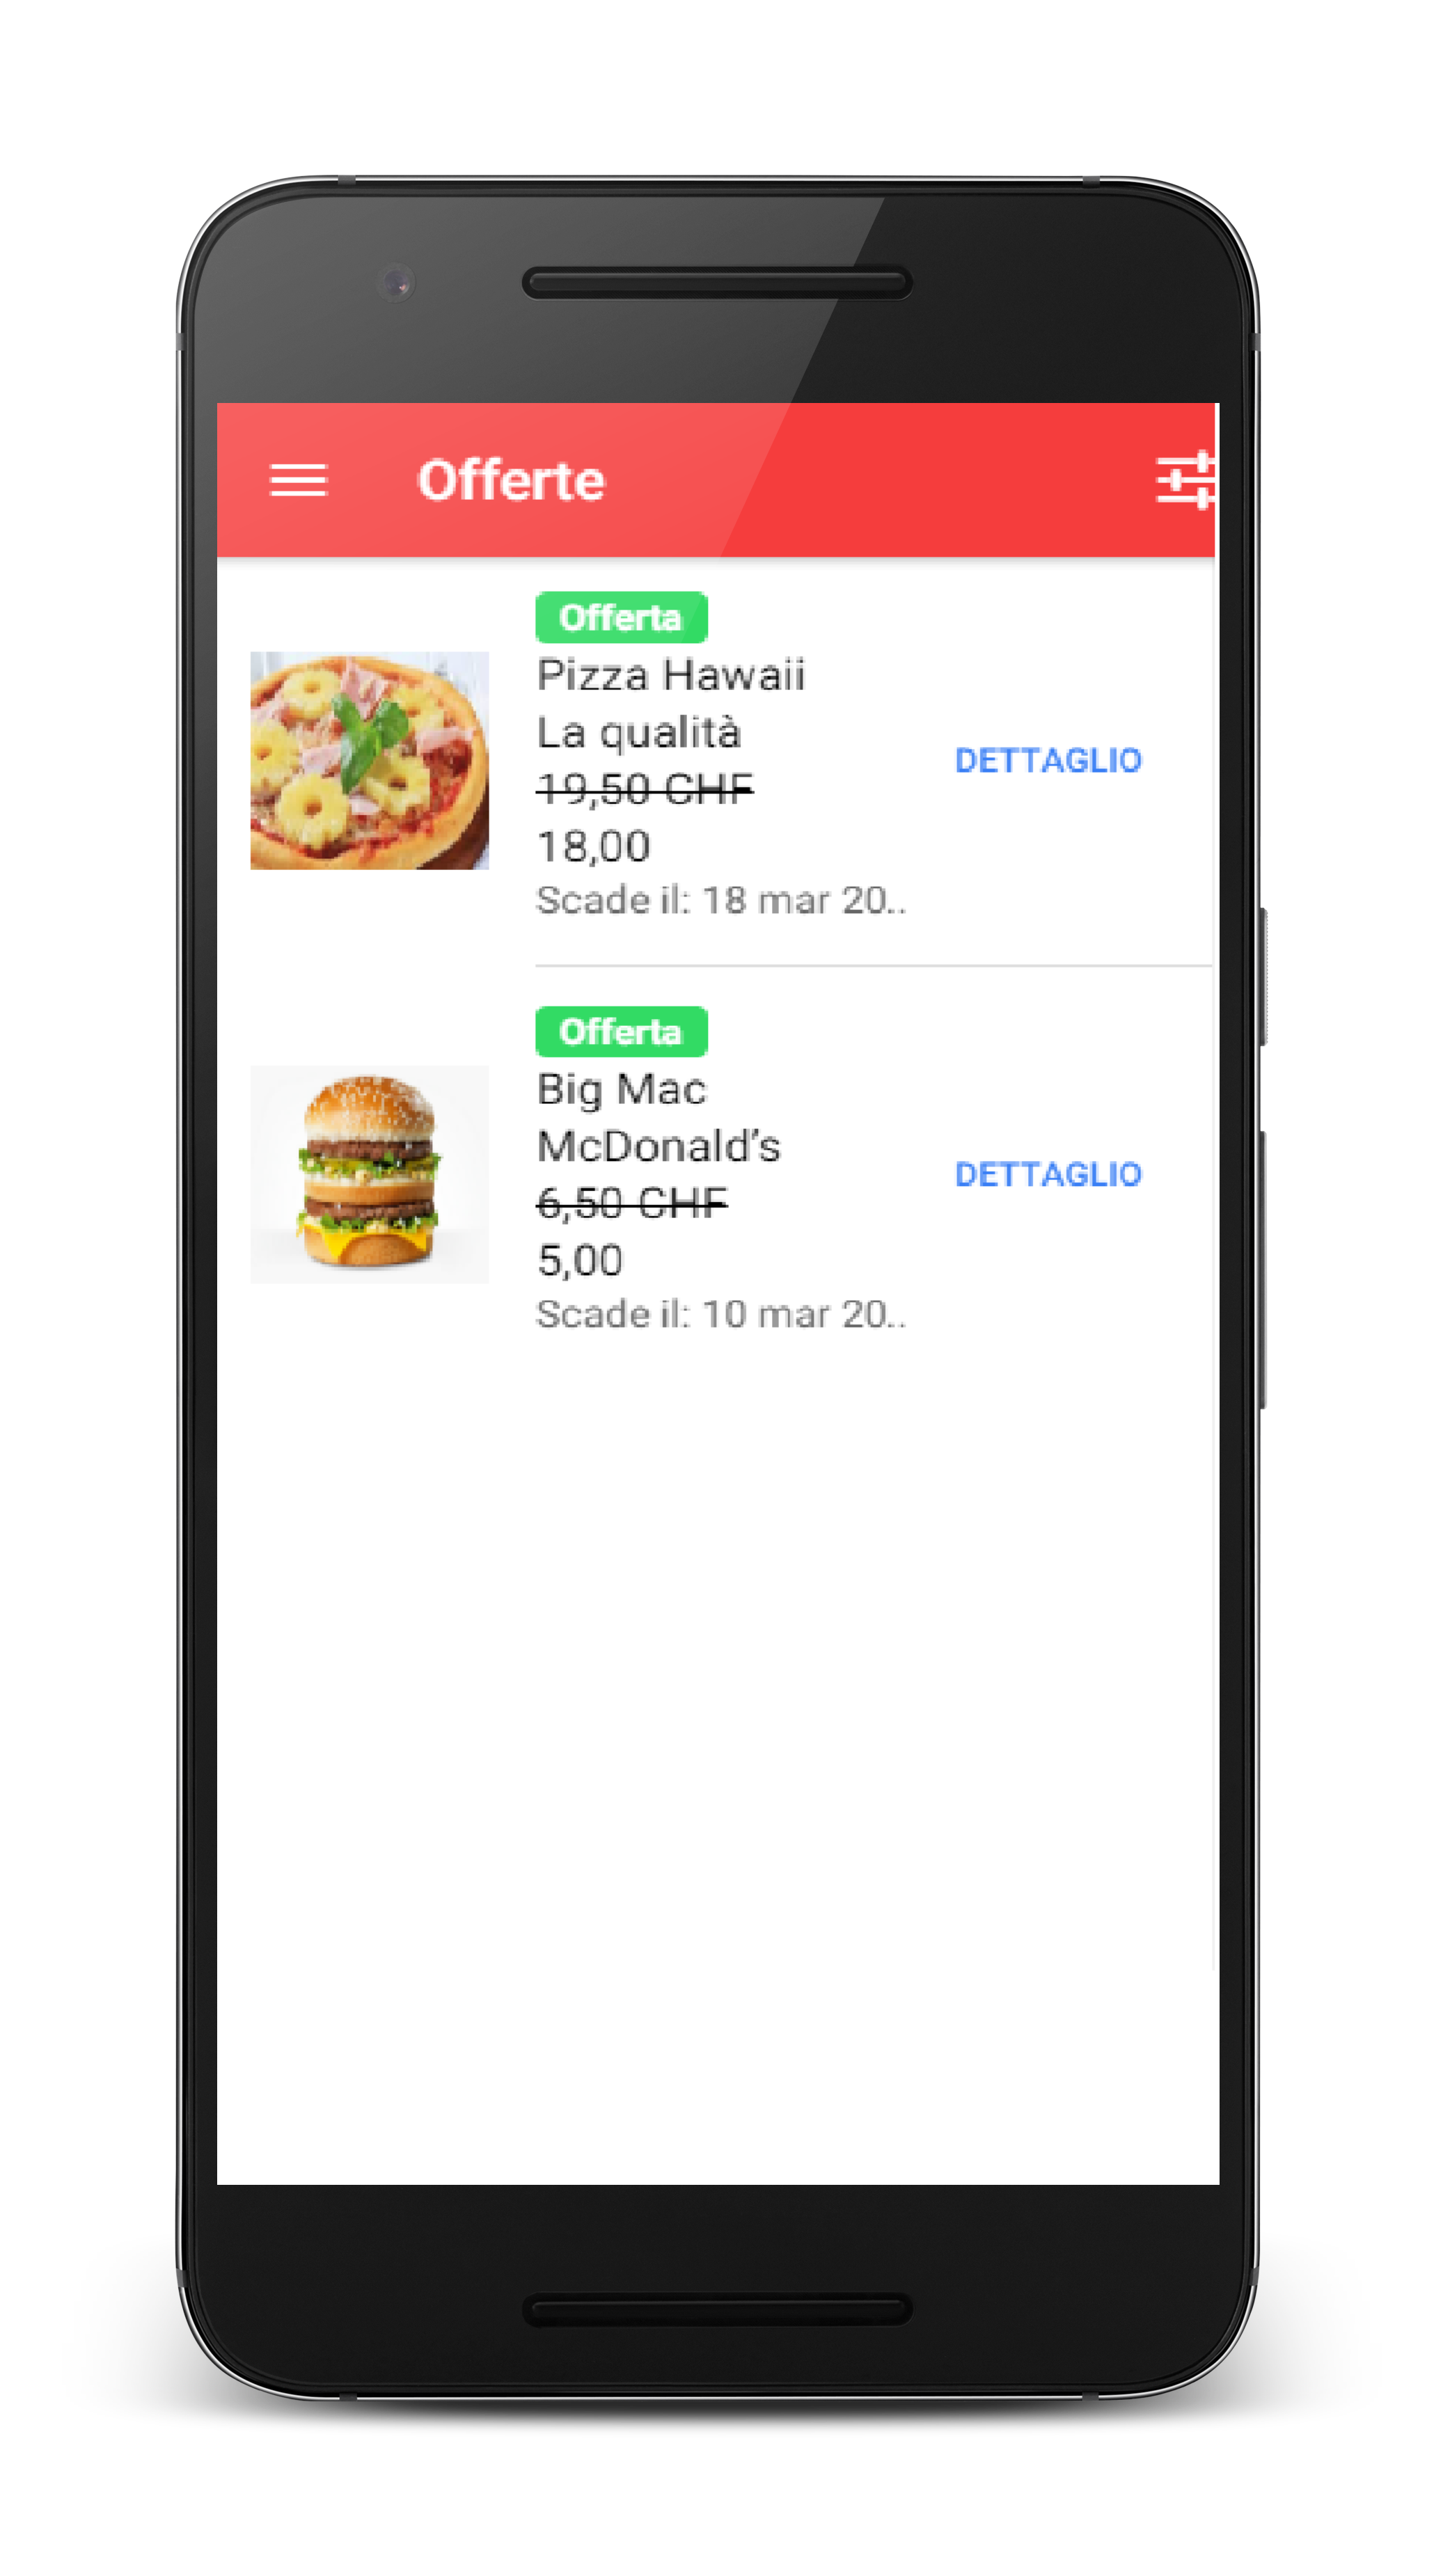 Offerte
Offerta
Pizza Hawaii
La qualità
19,50 CHF
18,00
Scade il: 18 mar 20..
DETTAGLIO
Offerta
Big Mac
McDonald's
6,50 CHF
5,00
Scade il: 10 mar 20..
DETTAGLIO